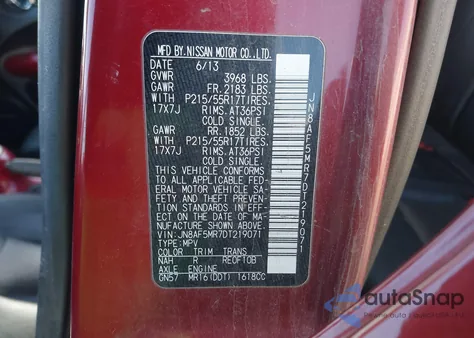 MFD.BY.NISSAN MOTOR CO.,LTD.
DATE 6/13
GVWR 3968 LBS.
GAWR FR.2183 LBS.
WITH P215/55R17TIRES,
17X7J RIMS.AT36PSI
COLD SINGLE.
GAWR RR.1852 LBS.
WITH P215/55R17TIRES,
17X7J RIMS.AT36PSI
COLD SINGLE.
THIS VEHICLE CONFORMS
TO ALL APPLICABLE FED-
ERAL MOTOR VEHICLE SA-
FETY AND THEFT PREVEN-
TION STANDARDS IN EFF-
ECT ON THE DATE OF MA-
NUFACTURE SHOWN ABOVE.
VIN:JN8AF5MR7DT219071
TYPE:MPV
COLOR TRIM TRANS
NAH R RE0F10B
AXLE ENGINE
GN57 MR16(DDT) 1618CC
JN8AF5MR7DT219071
autoSnap